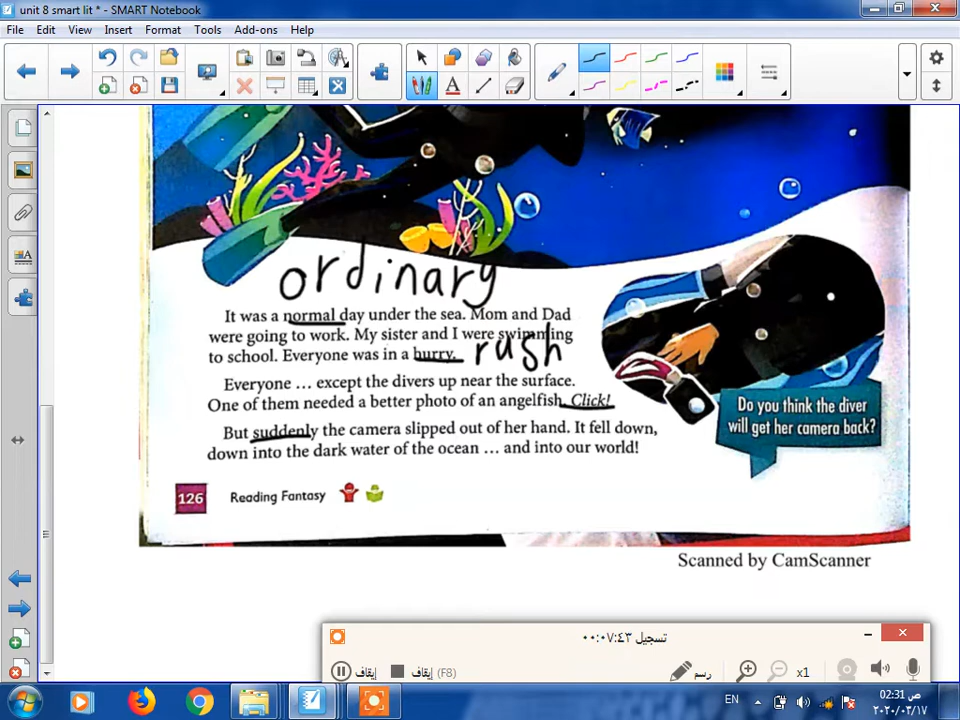 unit 8 smart lit * - SMART Notebook
File Edit View Insert Format Tools Add-ons Help
ordinary
It was a normal day under the sea. Mom and Dad
were going to work. My sister and I were swimming
to school. Everyone was in a hurry. rush
Everyone … except the divers up near the surface.
One of them needed a better photo of an angelfish. Click!
But suddenly the camera slipped out of her hand. It fell down,
down into the dark water of the ocean … and into our world!
Do you think the diver
will get her camera back?
126 Reading Fantasy
Scanned by CamScanner
تسجيل ٠٠:٠٧:٤٣
إيقاف إيقاف (F8) رسم x1
EN ص 02:31
٢٠٢٠/٠٣/١٧